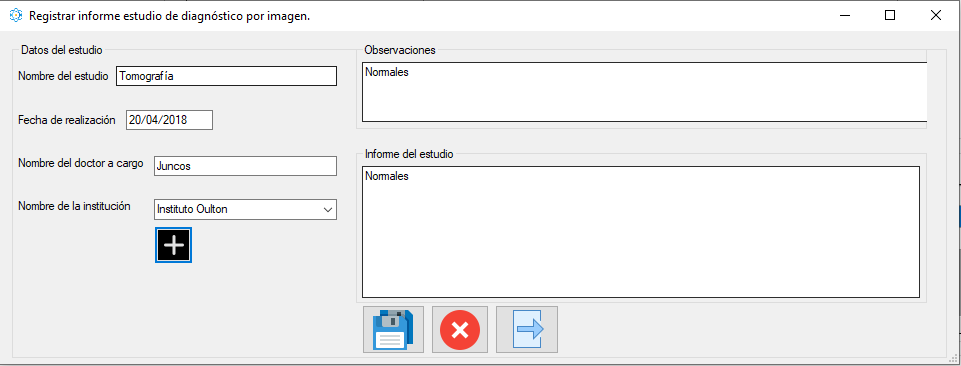 Registrar informe estudio de diagnóstico por imagen.
Datos del estudio
Nombre del estudio Tomografía
Fecha de realización 20/04/2018
Nombre del doctor a cargo Juncos
Nombre de la institución Instituto Oulton
Observaciones
Normales
Informe del estudio
Normales